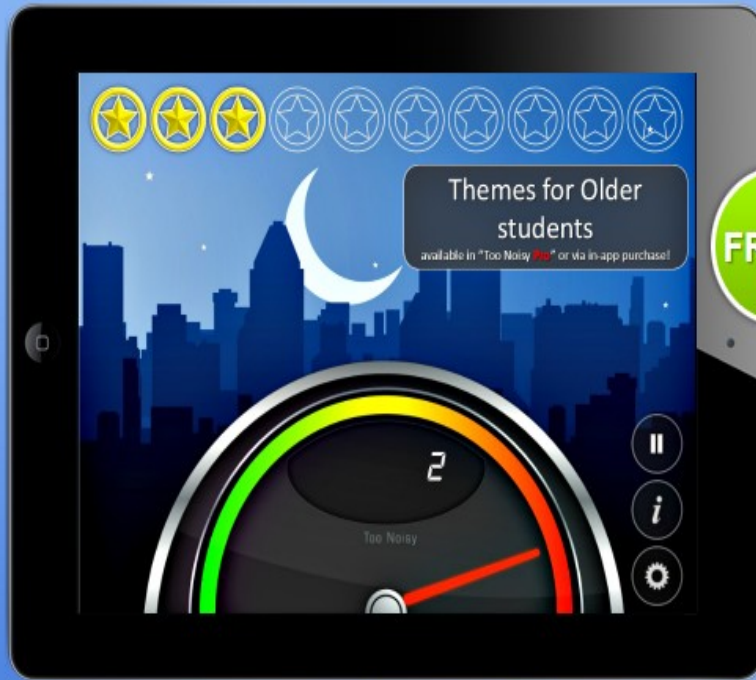 Themes for Older
students
available in "Too Noisy Pro" or via in-app purchase!
2
Too Noisy
i